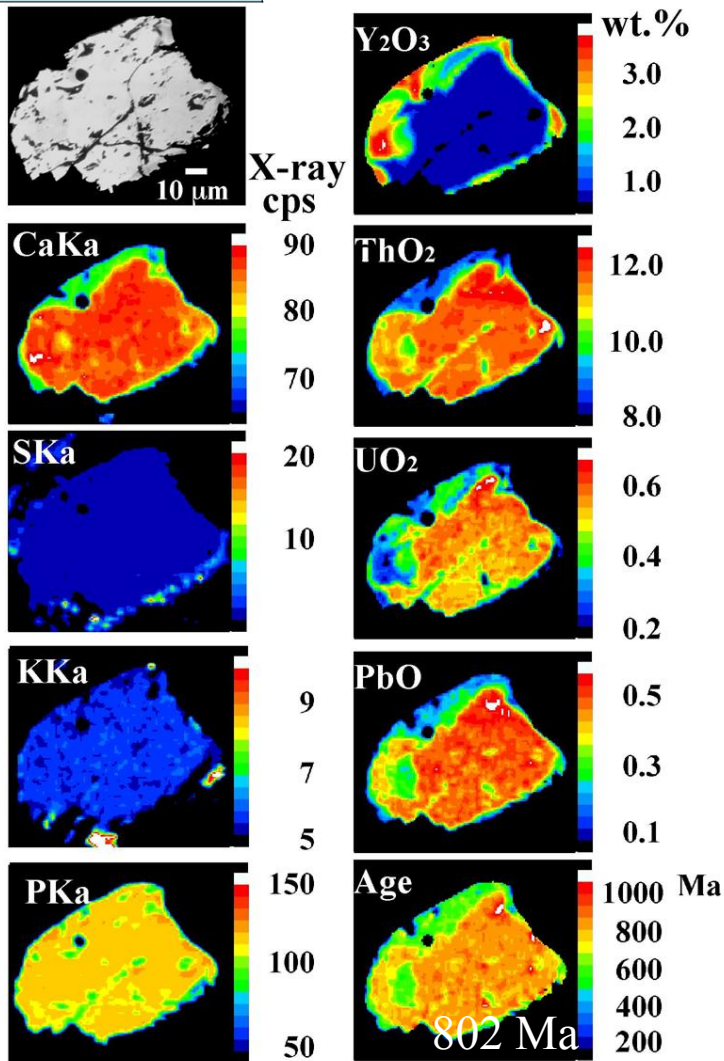 10 μm
X-ray
cps
CaKa
90
80
70
SKa
20
10
KKa
9
7
5
PKa
150
100
50
Y₂O₃
wt.%
3.0
2.0
1.0
ThO₂
12.0
10.0
8.0
UO₂
0.6
0.4
0.2
PbO
0.5
0.3
0.1
Age
1000 Ma
800
600
400
200
802 Ma